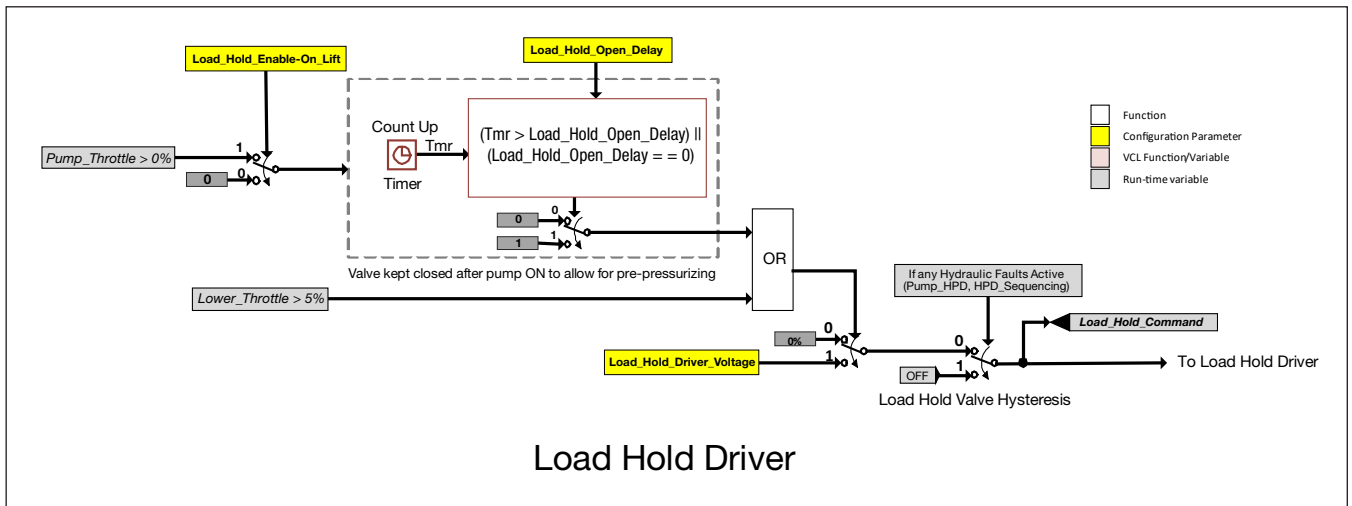 Load_Hold_Enable-On_Lift
Load_Hold_Open_Delay
Count Up
Tmr
Timer
(Tmr > Load_Hold_Open_Delay) ||
(Load_Hold_Open_Delay = = 0)
Function
Configuration Parameter
VCL Function/Variable
Run-time variable
Pump_Throttle > 0%
1
0
0
0
0
1
1
Valve kept closed after pump ON to allow for pre-pressurizing
OR
Lower_Throttle > 5%
If any Hydraulic Faults Active
(Pump_HPD, HPD_Sequencing)
Load_Hold_Command
0%
0
Load_Hold_Driver_Voltage
1
0
OFF
1
To Load Hold Driver
Load Hold Valve Hysteresis
Load Hold Driver